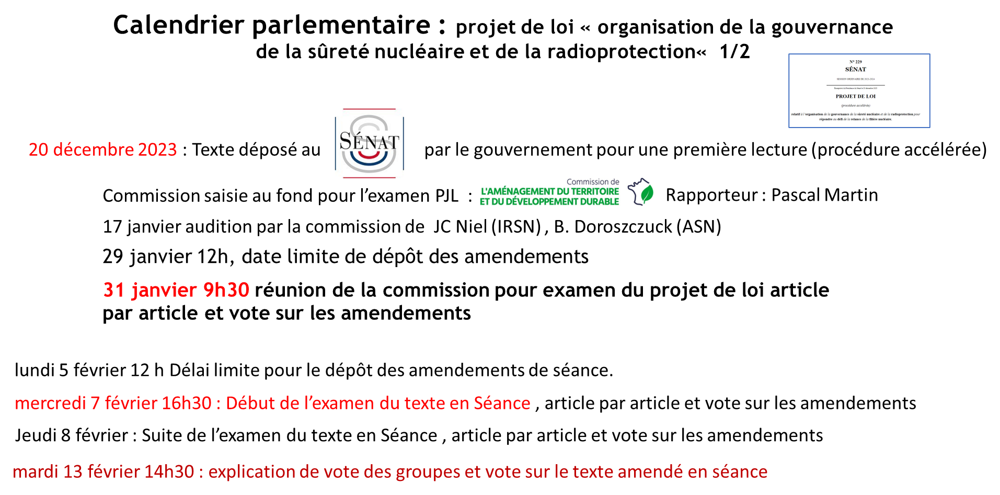 Calendrier parlementaire : projet de loi « organisation de la gouvernance
de la sûreté nucléaire et de la radioprotection« 1/2
N° 229
SÉNAT
SESSION ORDINAIRE DE 2023-2024
Enregistré à la Présidence du Sénat le 20 décembre 2023
PROJET DE LOI
(procédure accélérée)
relatif à l'organisation de la gouvernance de la sûreté nucléaire et de la radioprotection pour
répondre au défi de la relance de la filière nucléaire,
20 décembre 2023 : Texte déposé au SÉNAT par le gouvernement pour une première lecture (procédure accélérée)
Commission saisie au fond pour l’examen PJL :
Commission de
L'AMÉNAGEMENT DU TERRITOIRE
ET DU DÉVELOPPEMENT DURABLE
Rapporteur : Pascal Martin
17 janvier audition par la commission de JC Niel (IRSN) , B. Doroszczuck (ASN)
29 janvier 12h, date limite de dépôt des amendements
31 janvier 9h30 réunion de la commission pour examen du projet de loi article
par article et vote sur les amendements
lundi 5 février 12 h Délai limite pour le dépôt des amendements de séance.
mercredi 7 février 16h30 : Début de l’examen du texte en Séance , article par article et vote sur les amendements
Jeudi 8 février : Suite de l’examen du texte en Séance , article par article et vote sur les amendements
mardi 13 février 14h30 : explication de vote des groupes et vote sur le texte amendé en séance